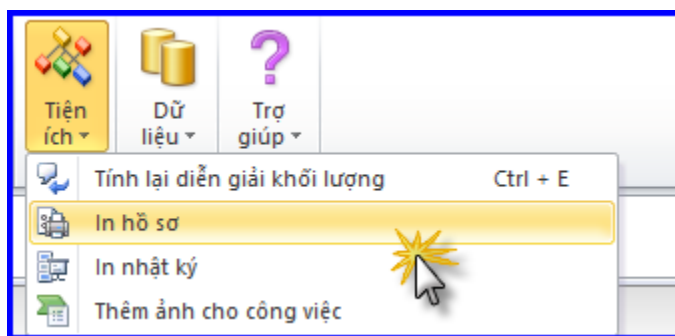 Tiện
ích
Dữ
liệu
Trợ
giúp
Tính lại diễn giải khối lượng Ctrl + E
In hồ sơ
In nhật ký
Thêm ảnh cho công việc